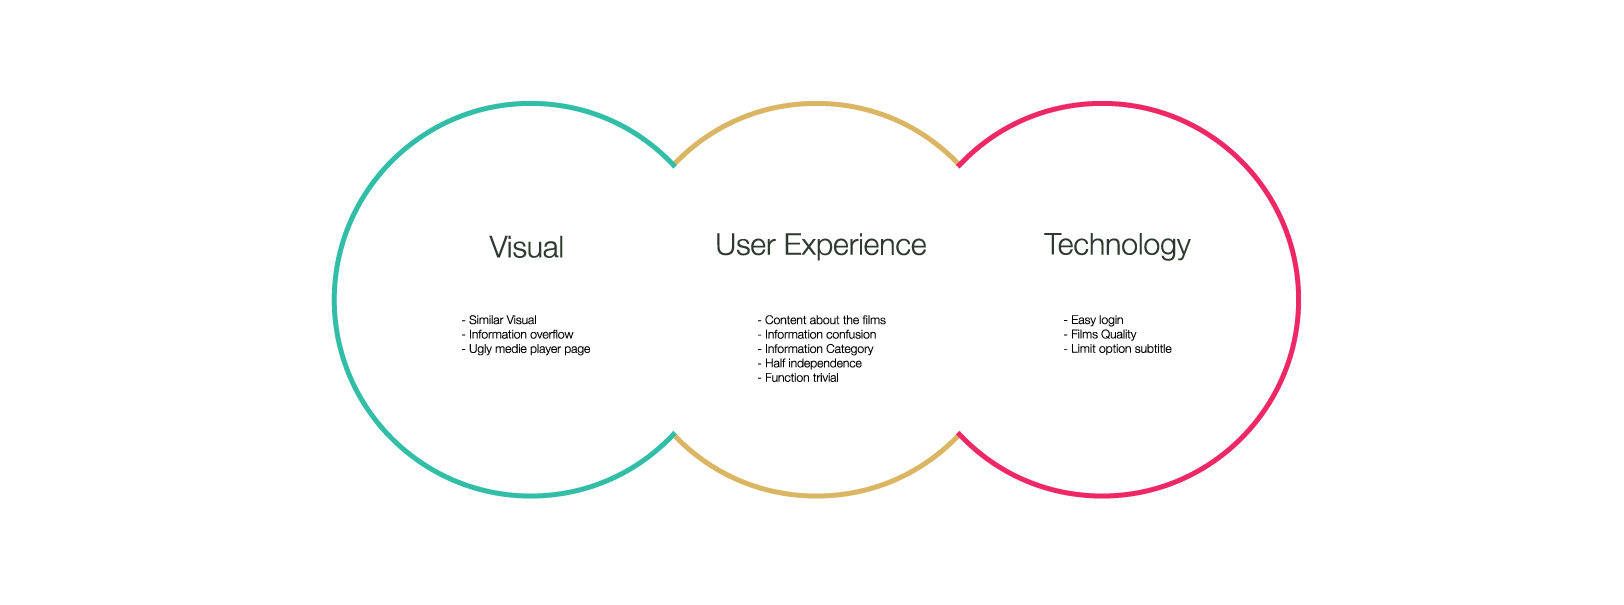 Visual
- Similar Visual
- Information overflow
- Ugly medie player page
User Experience
- Content about the films
- Information confusion
- Information Category
- Half independence
- Function trivial
Technology
- Easy login
- Films Quality
- Limit option subtitle